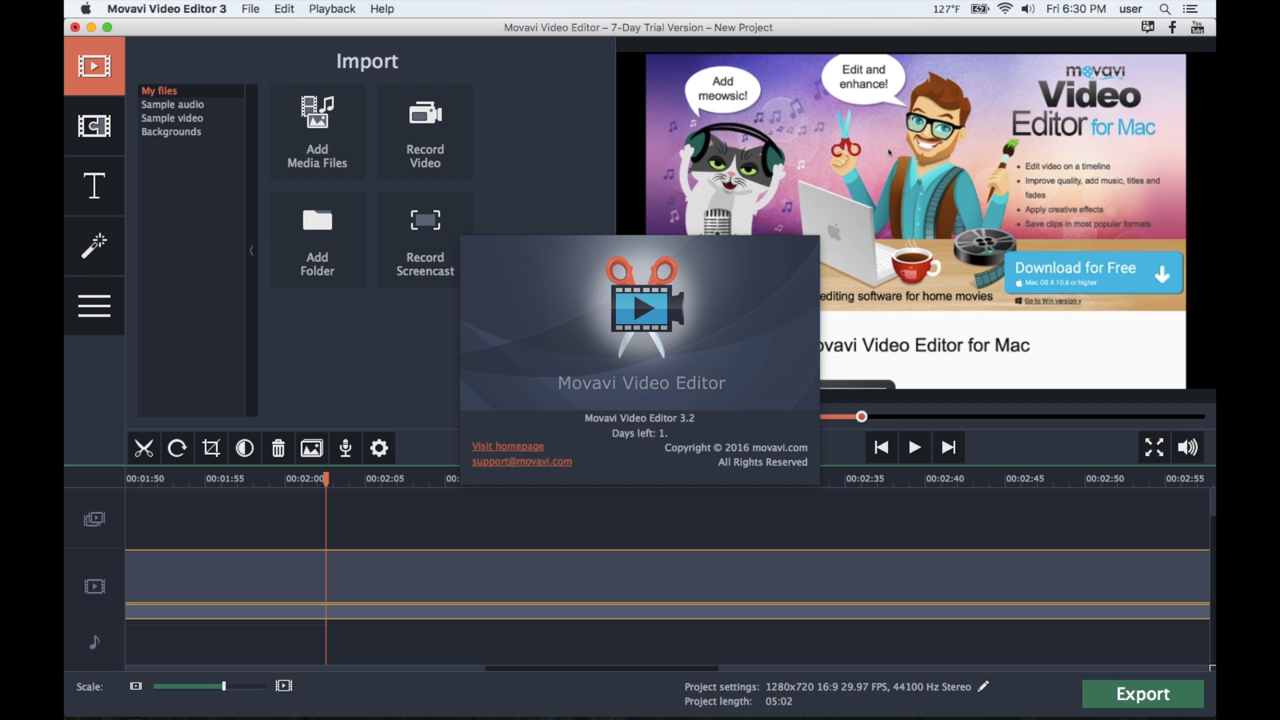 Movavi Video Editor 3 File Edit Playback Help 127°F Fri 6:30 PM user
Movavi Video Editor – 7-Day Trial Version – New Project
Import
My files
Sample audio
Sample video
Backgrounds
Add
Media Files
Record
Video
Add
Folder
Record
Screencast
Add
meowsic!
Edit and
enhance!
movavi
Video
Editor for Mac
• Edit video on a timeline
• Improve quality, add music, titles and
fades
• Apply creative effects
• Save clips in most popular formats
Download for Free
Mac OS X 10.6 or higher
Go to Win version »
editing software for home movies
ovavi Video Editor for Mac
Movavi Video Editor
Movavi Video Editor 3.2
Days left: 1.
Visit homepage
Copyright © 2016 movavi.com
support@movavi.com
All Rights Reserved
00:01:50 00:01:55 00:02:00 00:02:05 00: 00:02:35 00:02:40 00:02:45 00:02:50 00:02:55
Scale:
Project settings: 1280x720 16:9 29.97 FPS, 44100 Hz Stereo
Project length: 05:02
Export